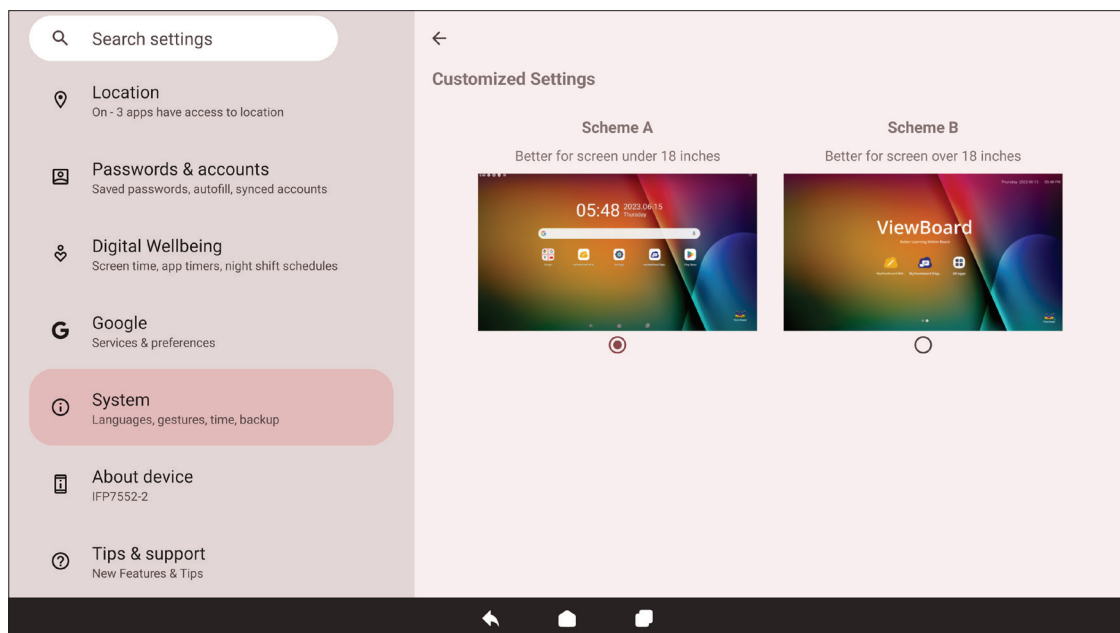 Search settings
Location
On - 3 apps have access to location
Passwords & accounts
Saved passwords, autofill, synced accounts
Digital Wellbeing
Screen time, app timers, night shift schedules
Google
Services & preferences
System
Languages, gestures, time, backup
About device
IFP7552-2
Tips & support
New Features & Tips
Customized Settings
Scheme A
Better for screen under 18 inches
05:48 2023.06.15
Thursday
Scheme B
Better for screen over 18 inches
ViewBoard